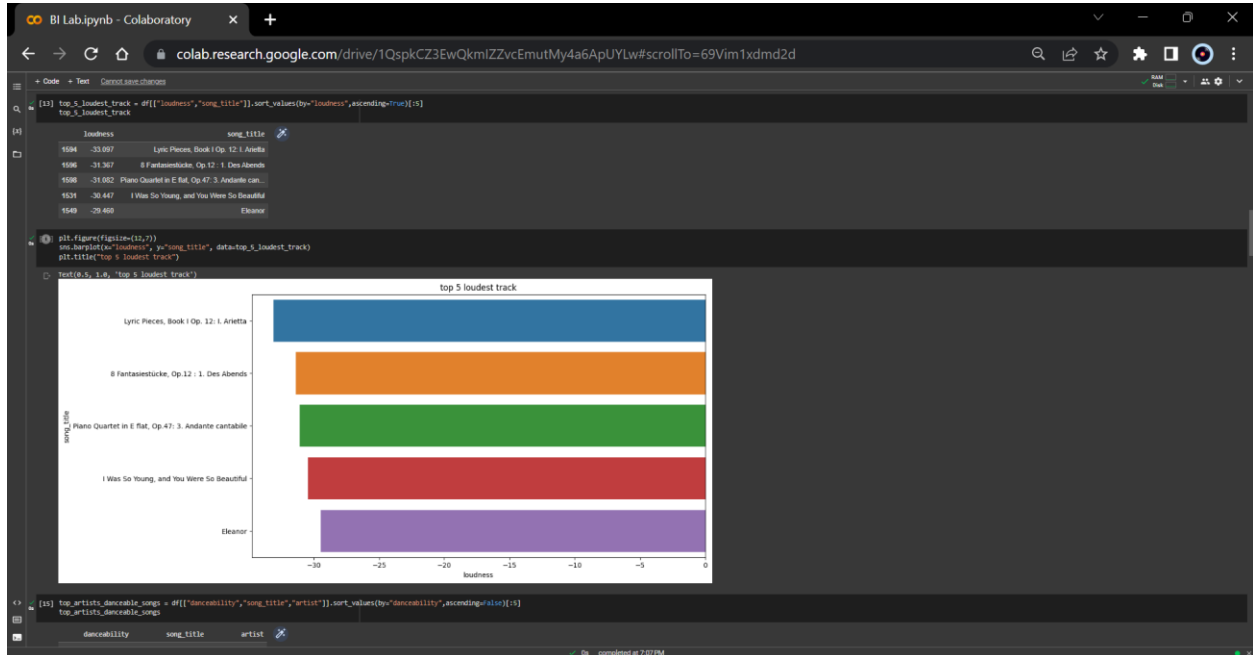 BI Lab.ipynb - Colaboratory
colab.research.google.com/drive/1QspkCZ3EwQkmIZZvcEmutMy4a6ApUYLw#scrollTo=69Vim1xdmd2d
+ Code + Text Cannot save changes
RAM
Disk
[13] top_5_loudest_track = df[["loudness","song_title"]].sort_values(by="loudness",ascending=True)[:5]
top_5_loudest_track
loudness song_title
1594 -33.097 Lyric Pieces, Book I Op. 12: I. Arietta
1596 -31.367 8 Fantasiestücke, Op.12 : 1. Des Abends
1598 -31.082 Piano Quartet in E flat, Op.47: 3. Andante can...
1531 -30.447 I Was So Young, and You Were So Beautiful
1549 -29.460 Eleanor
plt.figure(figsize=(12,7))
sns.barplot(x="loudness", y="song_title", data=top_5_loudest_track)
plt.title("top 5 loudest track")
Text(0.5, 1.0, 'top 5 loudest track')
top 5 loudest track
Lyric Pieces, Book I Op. 12: I. Arietta
8 Fantasiestücke, Op.12 : 1. Des Abends
song_title
Piano Quartet in E flat, Op.47: 3. Andante cantabile
I Was So Young, and You Were So Beautiful
Eleanor
−30 −25 −20 −15 −10 −5 0
loudness
[15] top_artists_danceable_songs = df[["danceability","song_title","artist"]].sort_values(by="danceability",ascending=False)[:5]
top_artists_danceable_songs
danceability song_title artist
0s completed at 7:07 PM